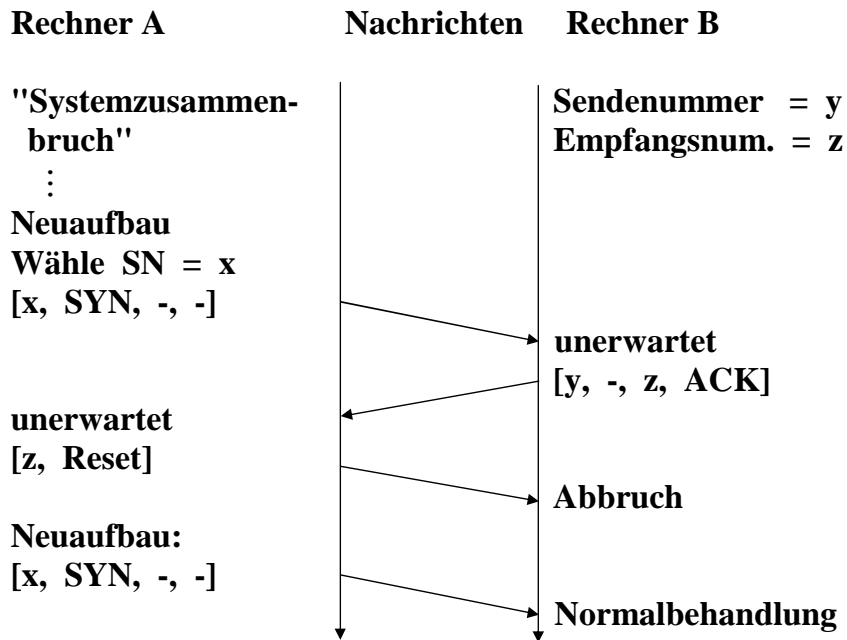 Rechner A Nachrichten Rechner B
"Systemzusammen-
bruch"
⋮
Sendenummer = y
Empfangsnum. = z
Neuaufbau
Wähle SN = x
[x, SYN, -, -]
unerwartet
[y, -, z, ACK]
unerwartet
[z, Reset]
Abbruch
Neuaufbau:
[x, SYN, -, -]
Normalbehandlung